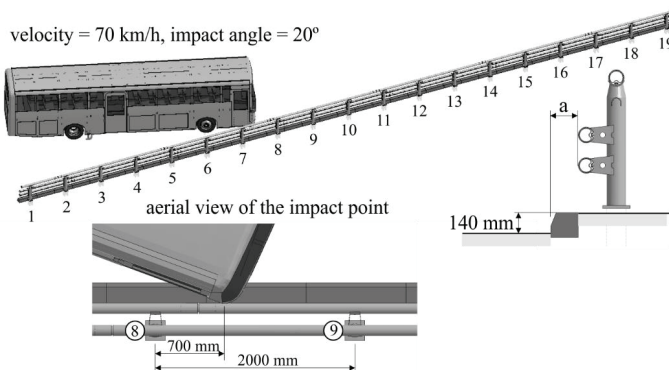 velocity = 70 km/h, impact angle = 20º
1 2 3 4 5 6 7 8 9 10 11 12 13 14 15 16 17 18 19
a
140 mm
aerial view of the impact point
8 9
700 mm
2000 mm